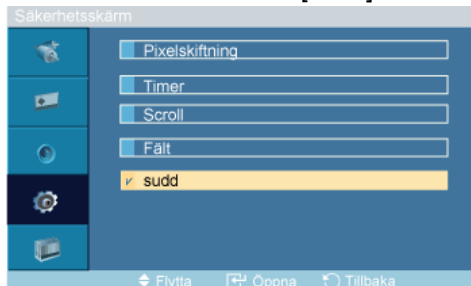 Säkerhetsskärm
Pixelskiftning
Timer
Scroll
Fält
sudd
Flytta Öppna Tillbaka